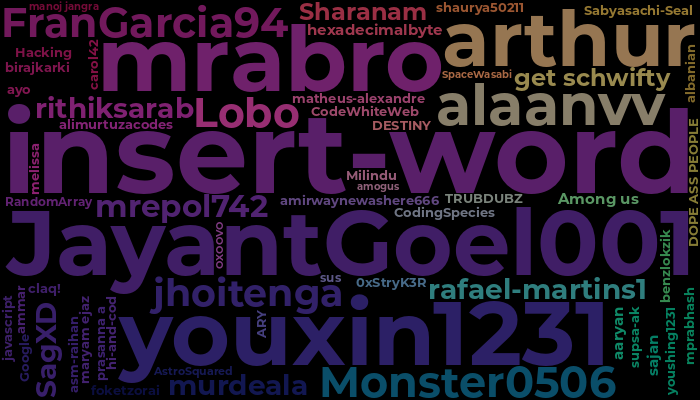 manoj jangra
FranGarcia94
Sharanam
shaurya50211
Sabyasachi-Seal
hexadecimalbyte
arthur
Hacking
birajkarki
carol42
mrabro
SpaceWasabi
get schwifty
albanian
ayo
rithiksarab
Lobo
matheus-alexandre
CodeWhiteWeb
alaanvv
alimurtuzacodes
DESTINY
insert-word
melissa
Milindu
amogus
DOPE ASS PEOPLE
RandomArray
mrepol742
amirwaynewashere666
TRUBDUBZ
Among us
CodingSpecies
JayantGoel001
oxoovo
benzlokzik
sus
0xStryK3R
rafael-martins1
claq!
jhoitenga
javascript
Google
ammar
SagXD
asm-raihan
maryam ejaz
prasanna a
hi-and-cod
youxin1231
ARY
aaryan
supsa-ak
sajan
youshing1231
mprabhash
AstroSquared
foketzorai
murdeala
Monster0506